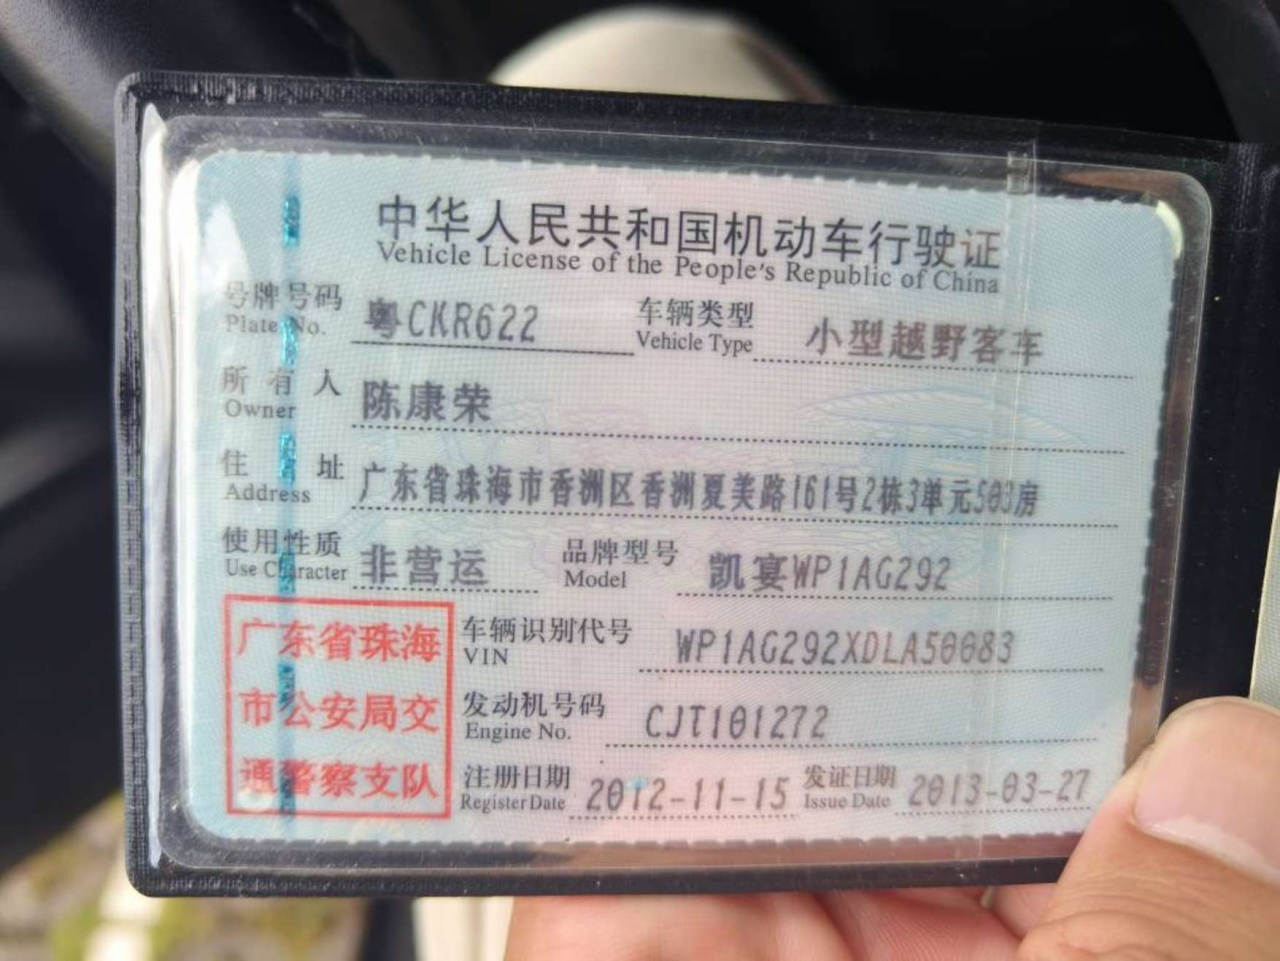 中华人民共和国机动车行驶证
Vehicle License of the People's Republic of China
号牌号码 粤CKR622 车辆类型 小型越野客车
Plate No. Vehicle Type
所有人 陈康荣
Owner
住址 广东省珠海市香洲区香洲夏美路161号2栋3单元503房
Address
使用性质 非营运 品牌型号 凯宴WP1AG292
Use Character Model
车辆识别代号 WP1AG292XDLA50083
VIN
发动机号码 CJT101272
Engine No.
注册日期 2012-11-15 发证日期 2013-03-27
Register Date Issue Date
广东省珠海
市公安局交
通警察支队